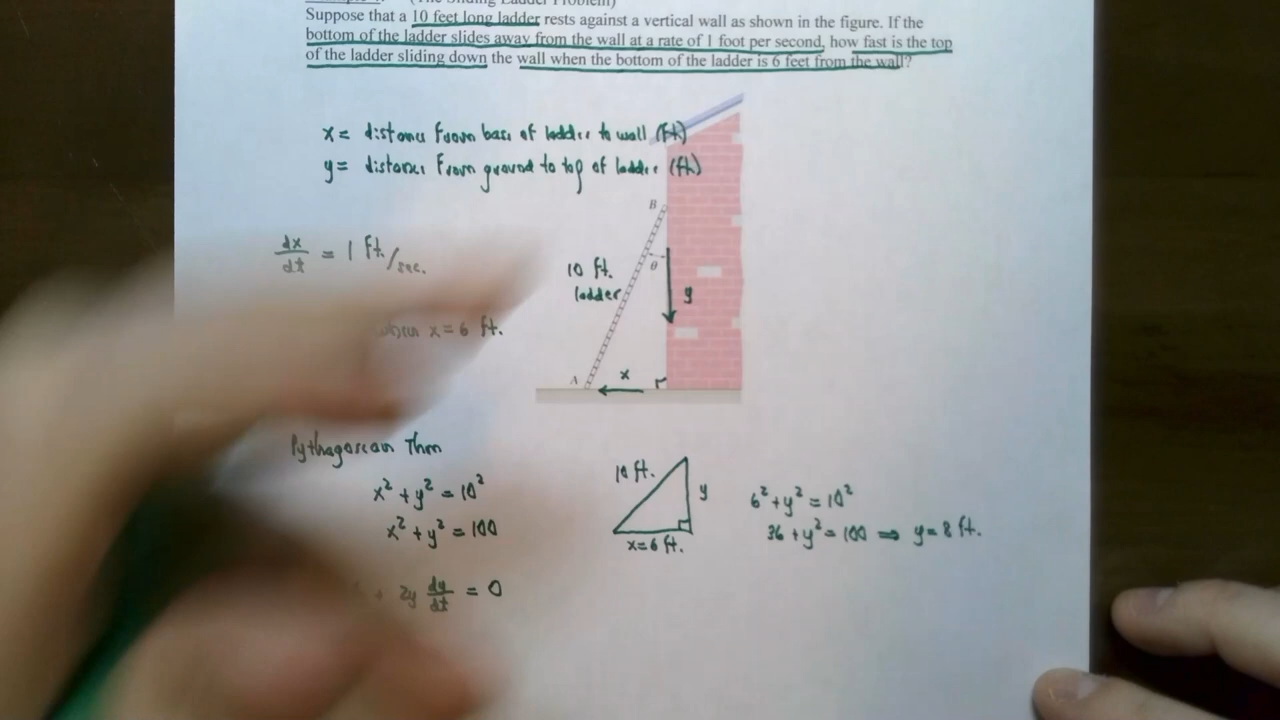 (The Sliding Ladder Problem)
Suppose that a 10 feet long ladder rests against a vertical wall as shown in the figure. If the
bottom of the ladder slides away from the wall at a rate of 1 foot per second, how fast is the top
of the ladder sliding down the wall when the bottom of the ladder is 6 feet from the wall?
x = distance from base of ladder to wall (ft)
y = distance from ground to top of ladder (ft)
B
dx/dt = 1 ft/sec.
10 ft.
ladder
θ
y
when x = 6 ft.
A
x
Pythagorean Thm
x² + y² = 10²
x² + y² = 100
10 ft.
y
x=6 ft.
6² + y² = 10²
36 + y² = 100 ⇒ y = 8 ft.
+ 2y dy/dt = 0